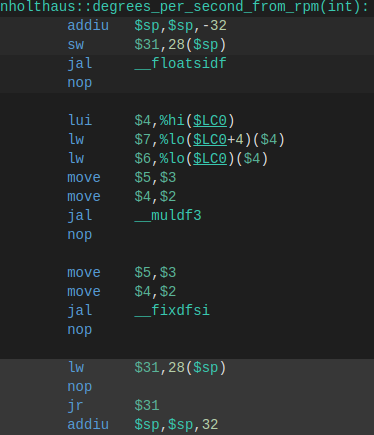 nholthaus::degrees_per_second_from_rpm(int):
addiu $sp,$sp,-32
sw $31,28($sp)
jal __floatsidf
nop
lui $4,%hi($LC0)
lw $7,%lo($LC0+4)($4)
lw $6,%lo($LC0)($4)
move $5,$3
move $4,$2
jal __muldf3
nop
move $5,$3
move $4,$2
jal __fixdfsi
nop
lw $31,28($sp)
nop
jr $31
addiu $sp,$sp,32